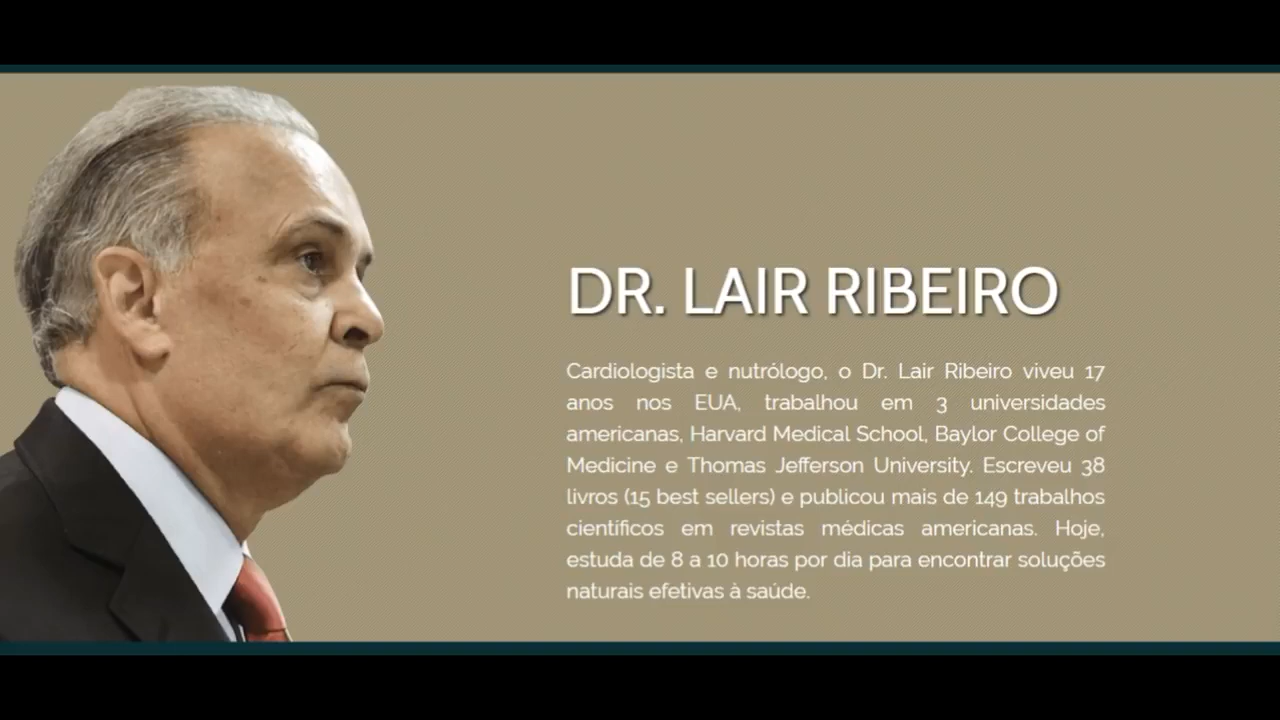 DR. LAIR RIBEIRO
Cardiologista e nutrólogo, o Dr. Lair Ribeiro viveu 17
anos nos EUA, trabalhou em 3 universidades
americanas, Harvard Medical School, Baylor College of
Medicine e Thomas Jefferson University. Escreveu 38
livros (15 best sellers) e publicou mais de 149 trabalhos
científicos em revistas médicas americanas. Hoje,
estuda de 8 a 10 horas por dia para encontrar soluções
naturais efetivas à saúde.